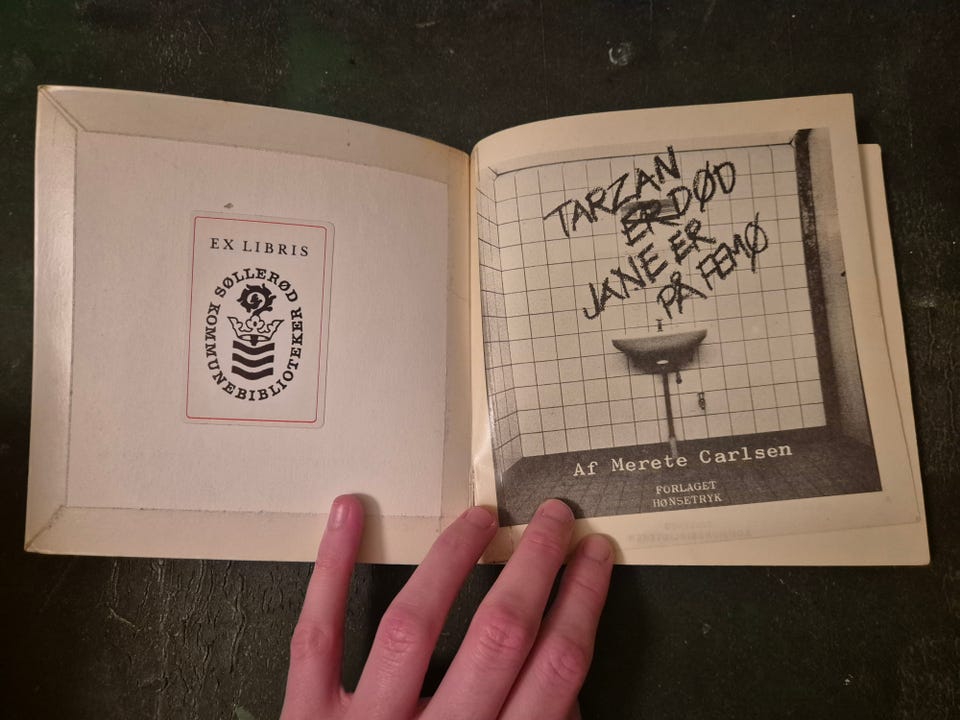 EX LIBRIS
SØLLERØD KOMMUNEBIBLIOTEKER
TARZAN
ER DØD
JANE ER
PÅ FEMØ
Af Merete Carlsen
FORLAGET
HØNSETRYK